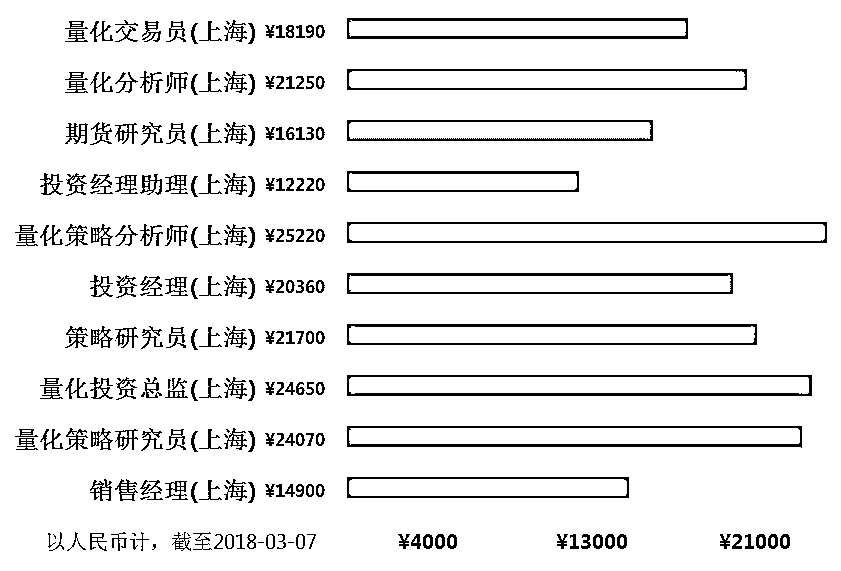 量化交易员(上海) ¥18190
量化分析师(上海) ¥21250
期货研究员(上海) ¥16130
投资经理助理(上海) ¥12220
量化策略分析师(上海) ¥25220
投资经理(上海) ¥20360
策略研究员(上海) ¥21700
量化投资总监(上海) ¥24650
量化策略研究员(上海) ¥24070
销售经理(上海) ¥14900
以人民币计，截至2018-03-07 ¥4000 ¥13000 ¥21000